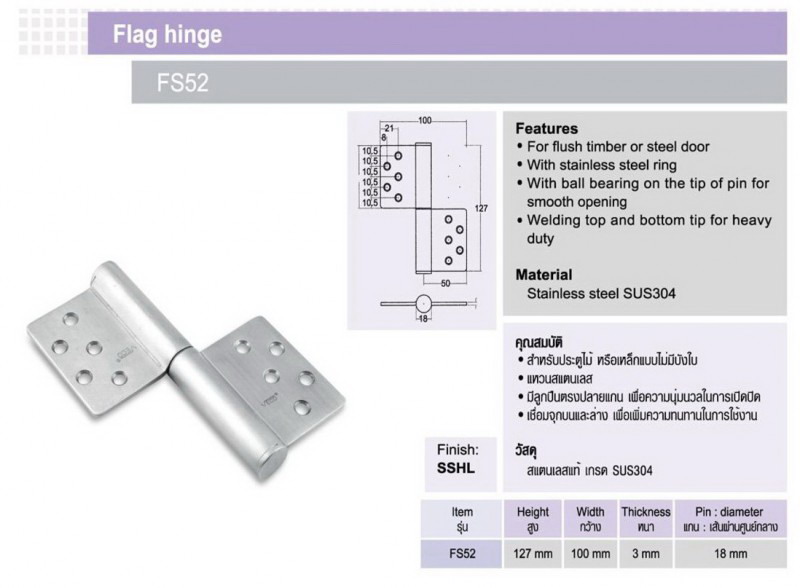 Flag hinge
FS52
100
21
8
10,5
10,5
10,5
10,5
10,5
127
50
18
Features
• For flush timber or steel door
• With stainless steel ring
• With ball bearing on the tip of pin for
smooth opening
• Welding top and bottom tip for heavy
duty
Material
Stainless steel SUS304
คุณสมบัติ
• สำหรับประตูไม้ หรือเหล็กแบบไม่มีบังใบ
• แหวนสแตนเลส
• มีลูกปืนตรงปลายแกน เพื่อความนุ่มนวลในการเปิดปิด
• เชื่อมจุกบนและล่าง เพื่อเพิ่มความทนทานในการใช้งาน
วัสดุ
สแตนเลสแท้ เกรด SUS304
Finish:
SSHL
Item Height Width Thickness Pin : diameter
รุ่น สูง กว้าง หนา แกน : เส้นผ่านศูนย์กลาง
FS52 127 mm 100 mm 3 mm 18 mm